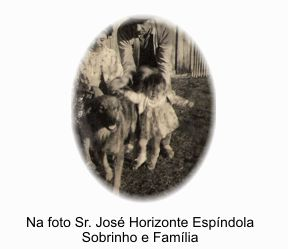 Na foto Sr. José Horizonte Espíndola
Sobrinho e Família